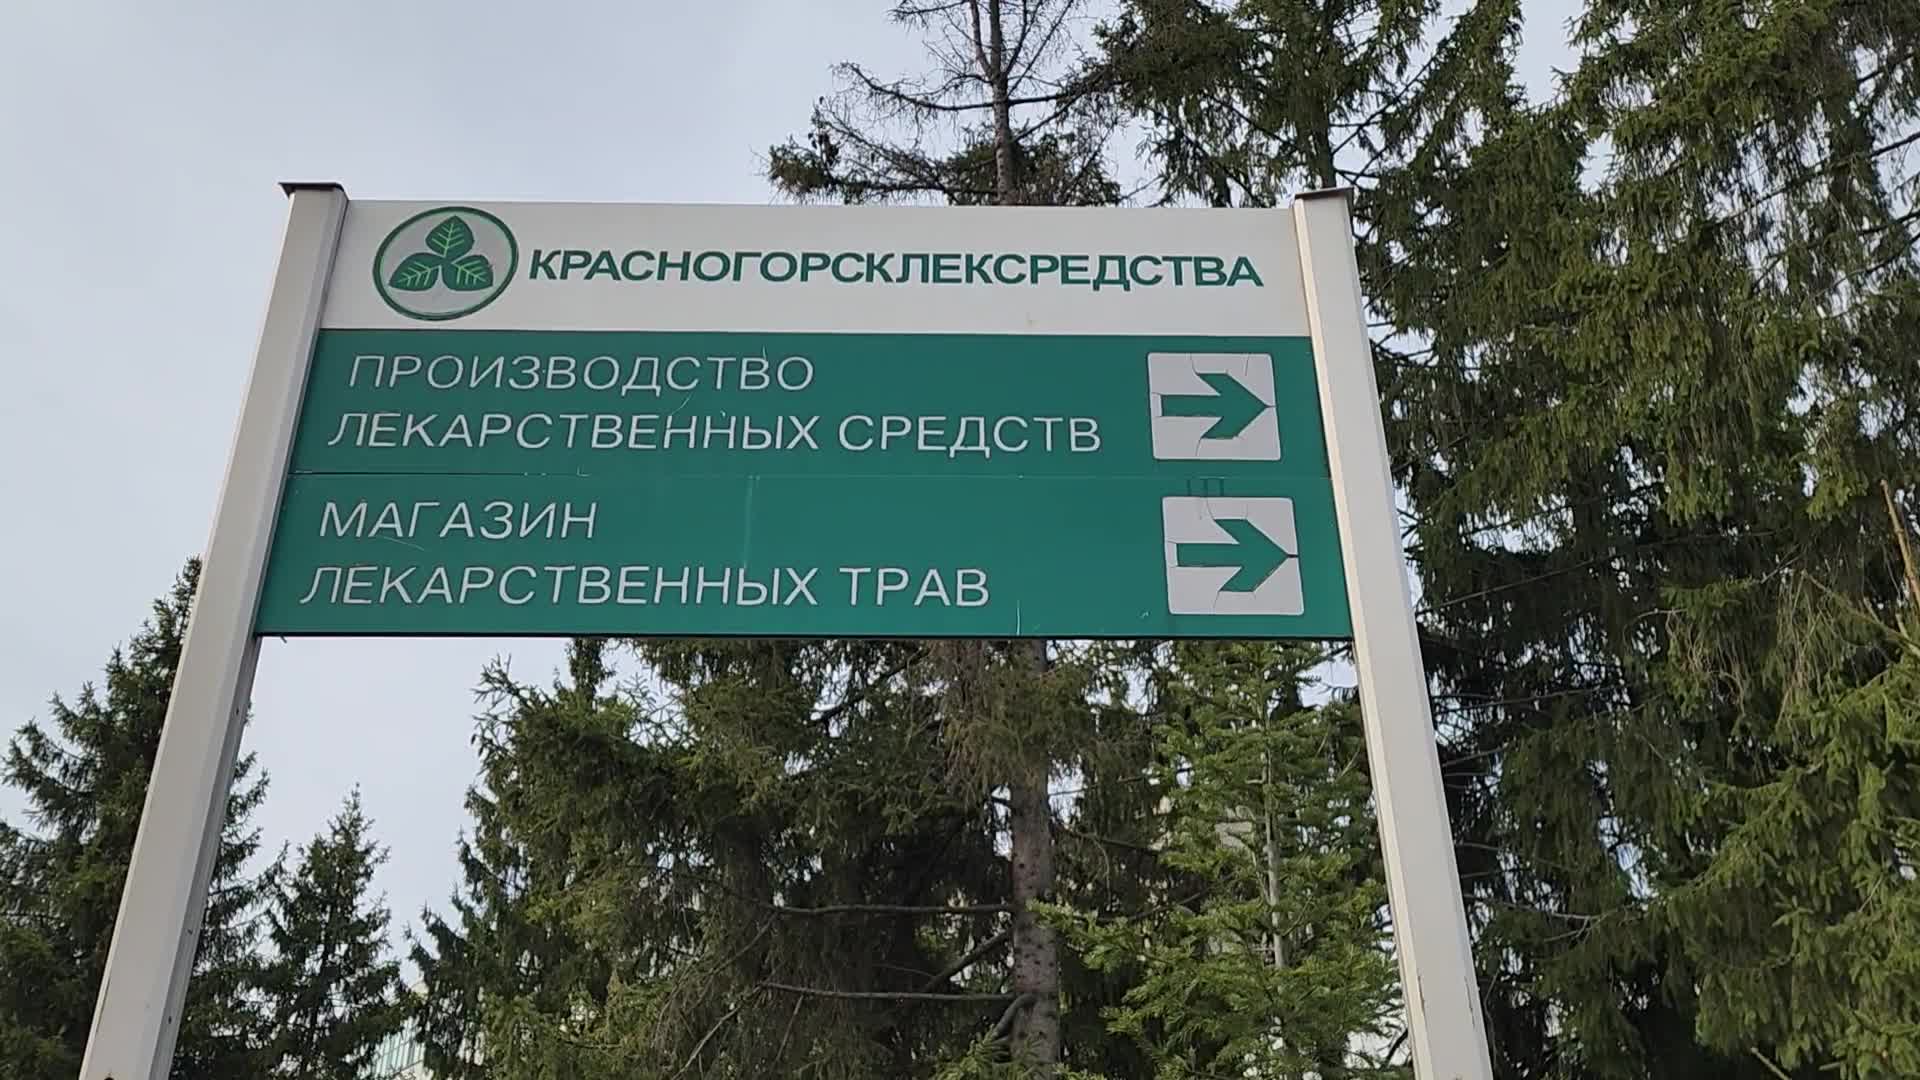 КРАСНОГОРСКЛЕКСРЕДСТВА
ПРОИЗВОДСТВО
ЛЕКАРСТВЕННЫХ СРЕДСТВ
МАГАЗИН
ЛЕКАРСТВЕННЫХ ТРАВ